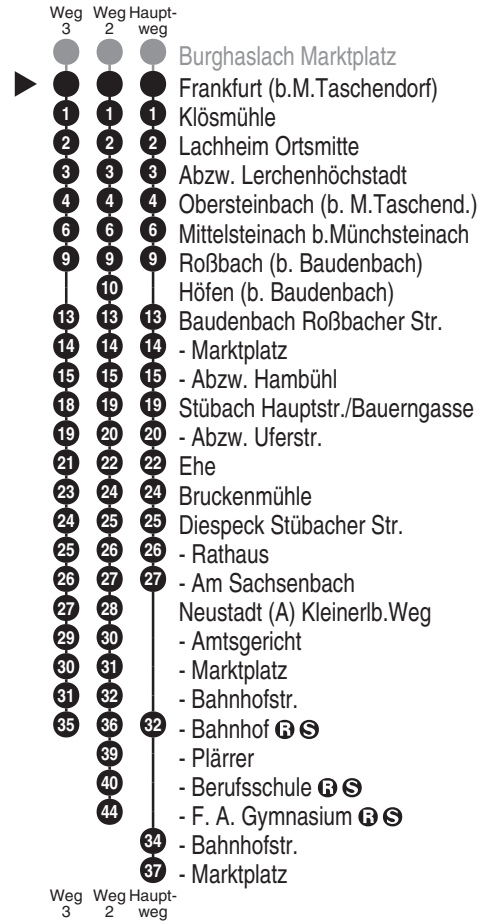 Weg Weg Haupt-
3 2 weg
Burghaslach Marktplatz
Frankfurt (b.M.Taschendorf)
1 1 1 Klösmühle
2 2 2 Lachheim Ortsmitte
3 3 3 Abzw. Lerchenhöchstadt
4 4 4 Obersteinbach (b. M.Taschend.)
6 6 6 Mittelsteinach b.Münchsteinach
9 9 9 Roßbach (b. Baudenbach)
10 Höfen (b. Baudenbach)
13 13 13 Baudenbach Roßbacher Str.
14 14 14 - Marktplatz
15 15 15 - Abzw. Hambühl
18 19 19 Stübach Hauptstr./Bauerngasse
19 20 20 - Abzw. Uferstr.
21 22 22 Ehe
23 24 24 Bruckenmühle
24 25 25 Diespeck Stübacher Str.
25 26 26 - Rathaus
26 27 27 - Am Sachsenbach
27 28 Neustadt (A) Kleinerlb.Weg
29 30 - Amtsgericht
30 31 - Marktplatz
31 32 - Bahnhofstr.
35 36 32 - Bahnhof R S
39 - Plärrer
40 - Berufsschule R S
44 - F. A. Gymnasium R S
34 - Bahnhofstr.
37 - Marktplatz
Weg Weg Haupt-
3 2 weg